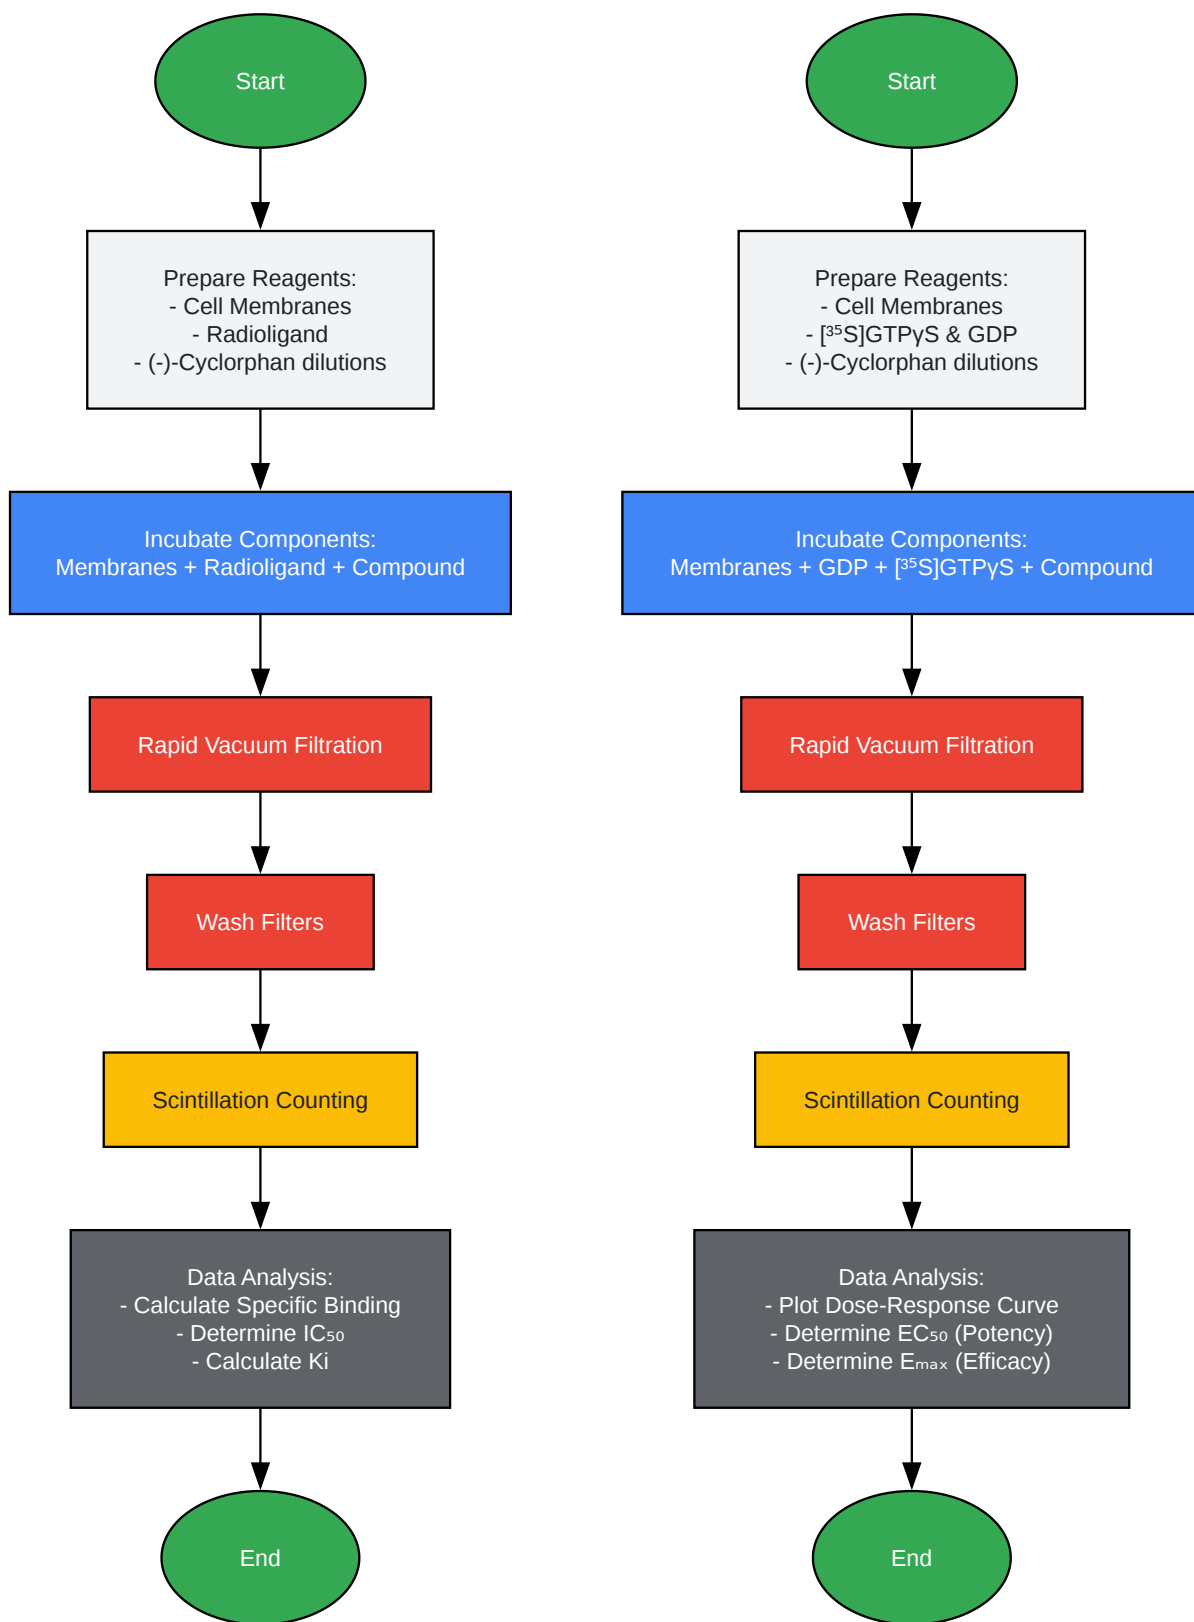 Start
Prepare Reagents:
- Cell Membranes
- Radioligand
- (-)-Cyclorphan dilutions
Incubate Components:
Membranes + Radioligand + Compound
Rapid Vacuum Filtration
Wash Filters
Scintillation Counting
Data Analysis:
- Calculate Specific Binding
- Determine IC₅₀
- Calculate Ki
End
Start
Prepare Reagents:
- Cell Membranes
- [³⁵S]GTPγS & GDP
- (-)-Cyclorphan dilutions
Incubate Components:
Membranes + GDP + [³⁵S]GTPγS + Compound
Rapid Vacuum Filtration
Wash Filters
Scintillation Counting
Data Analysis:
- Plot Dose-Response Curve
- Determine EC₅₀ (Potency)
- Determine Eₘₐₓ (Efficacy)
End